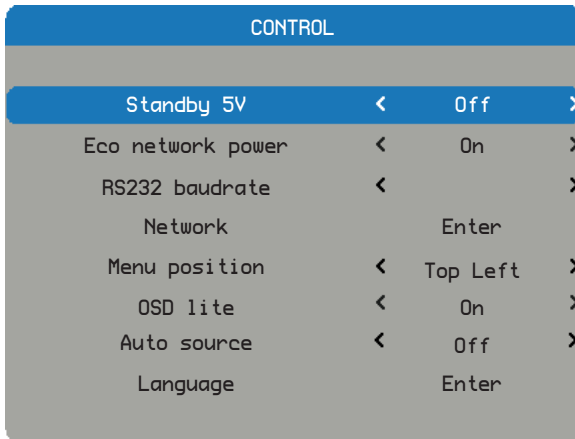 CONTROL
Standby 5V < Off >
Eco network power < On >
RS232 baudrate < >
Network Enter
Menu position < Top Left >
OSD lite < On >
Auto source < Off >
Language Enter